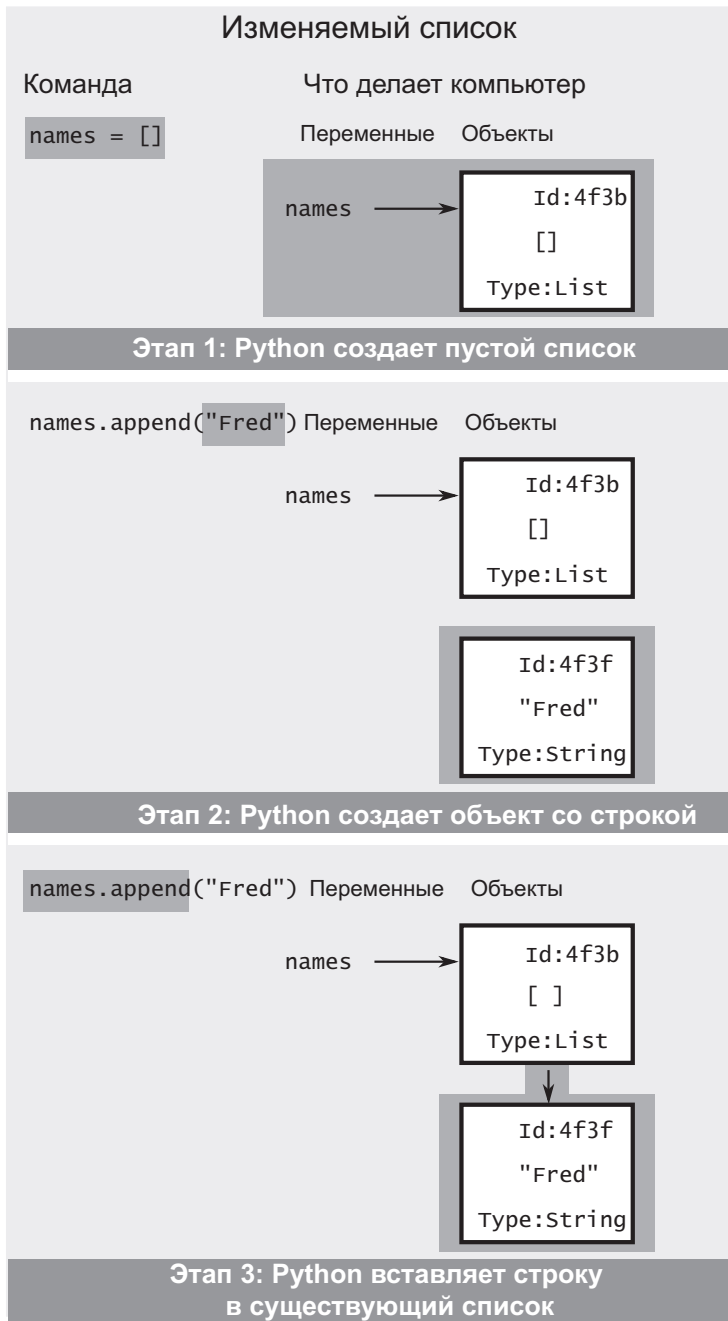 Изменяемый список
Команда Что делает компьютер
names = [] Переменные Объекты
names Id:4f3b
[]
Type:List
Этап 1: Python создает пустой список
names.append("Fred") Переменные Объекты
names Id:4f3b
[]
Type:List
Id:4f3f
"Fred"
Type:String
Этап 2: Python создает объект со строкой
names.append("Fred") Переменные Объекты
names Id:4f3b
[ ]
Type:List
Id:4f3f
"Fred"
Type:String
Этап 3: Python вставляет строку
в существующий список